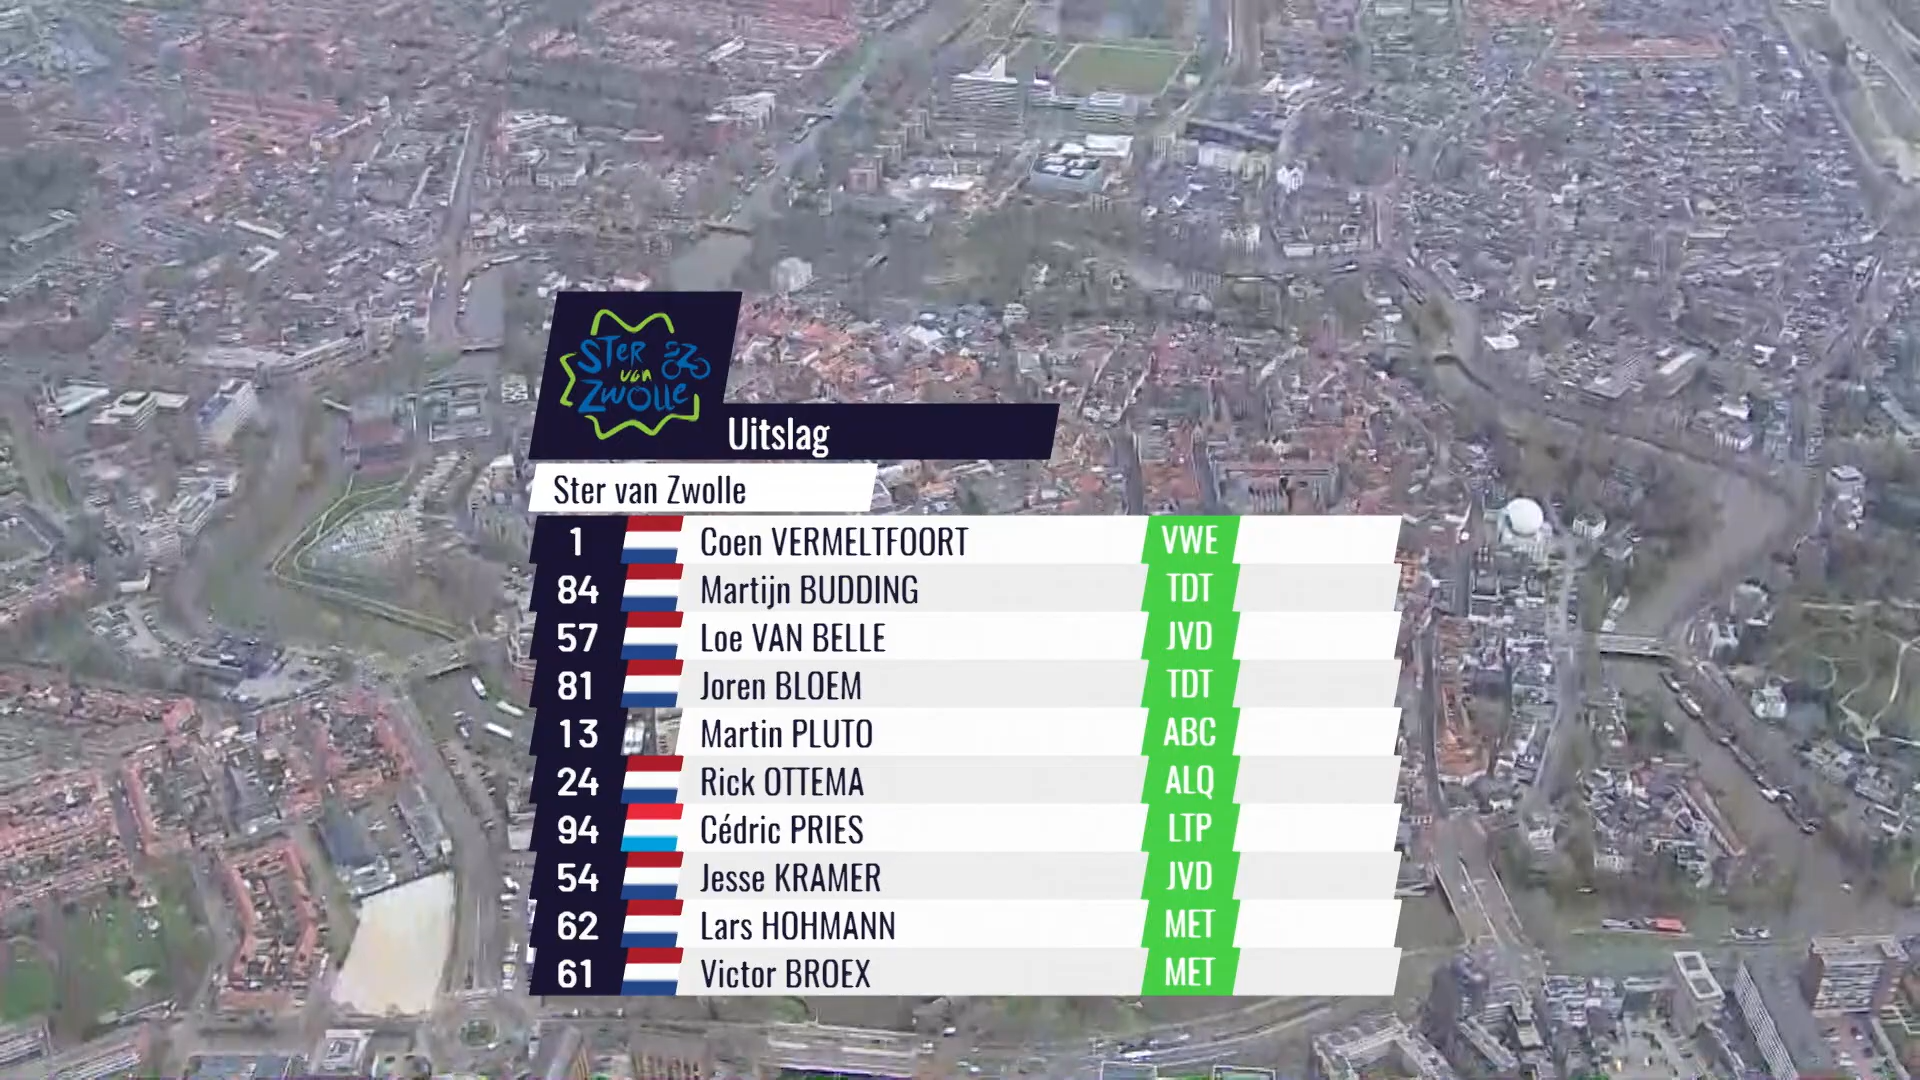 STER
van
ZWOLLE
Uitslag
Ster van Zwolle
1 Coen VERMELTFOORT VWE
84 Martijn BUDDING TDT
57 Loe VAN BELLE JVD
81 Joren BLOEM TDT
13 Martin PLUTO ABC
24 Rick OTTEMA ALQ
94 Cédric PRIES LTP
54 Jesse KRAMER JVD
62 Lars HOHMANN MET
61 Victor BROEX MET